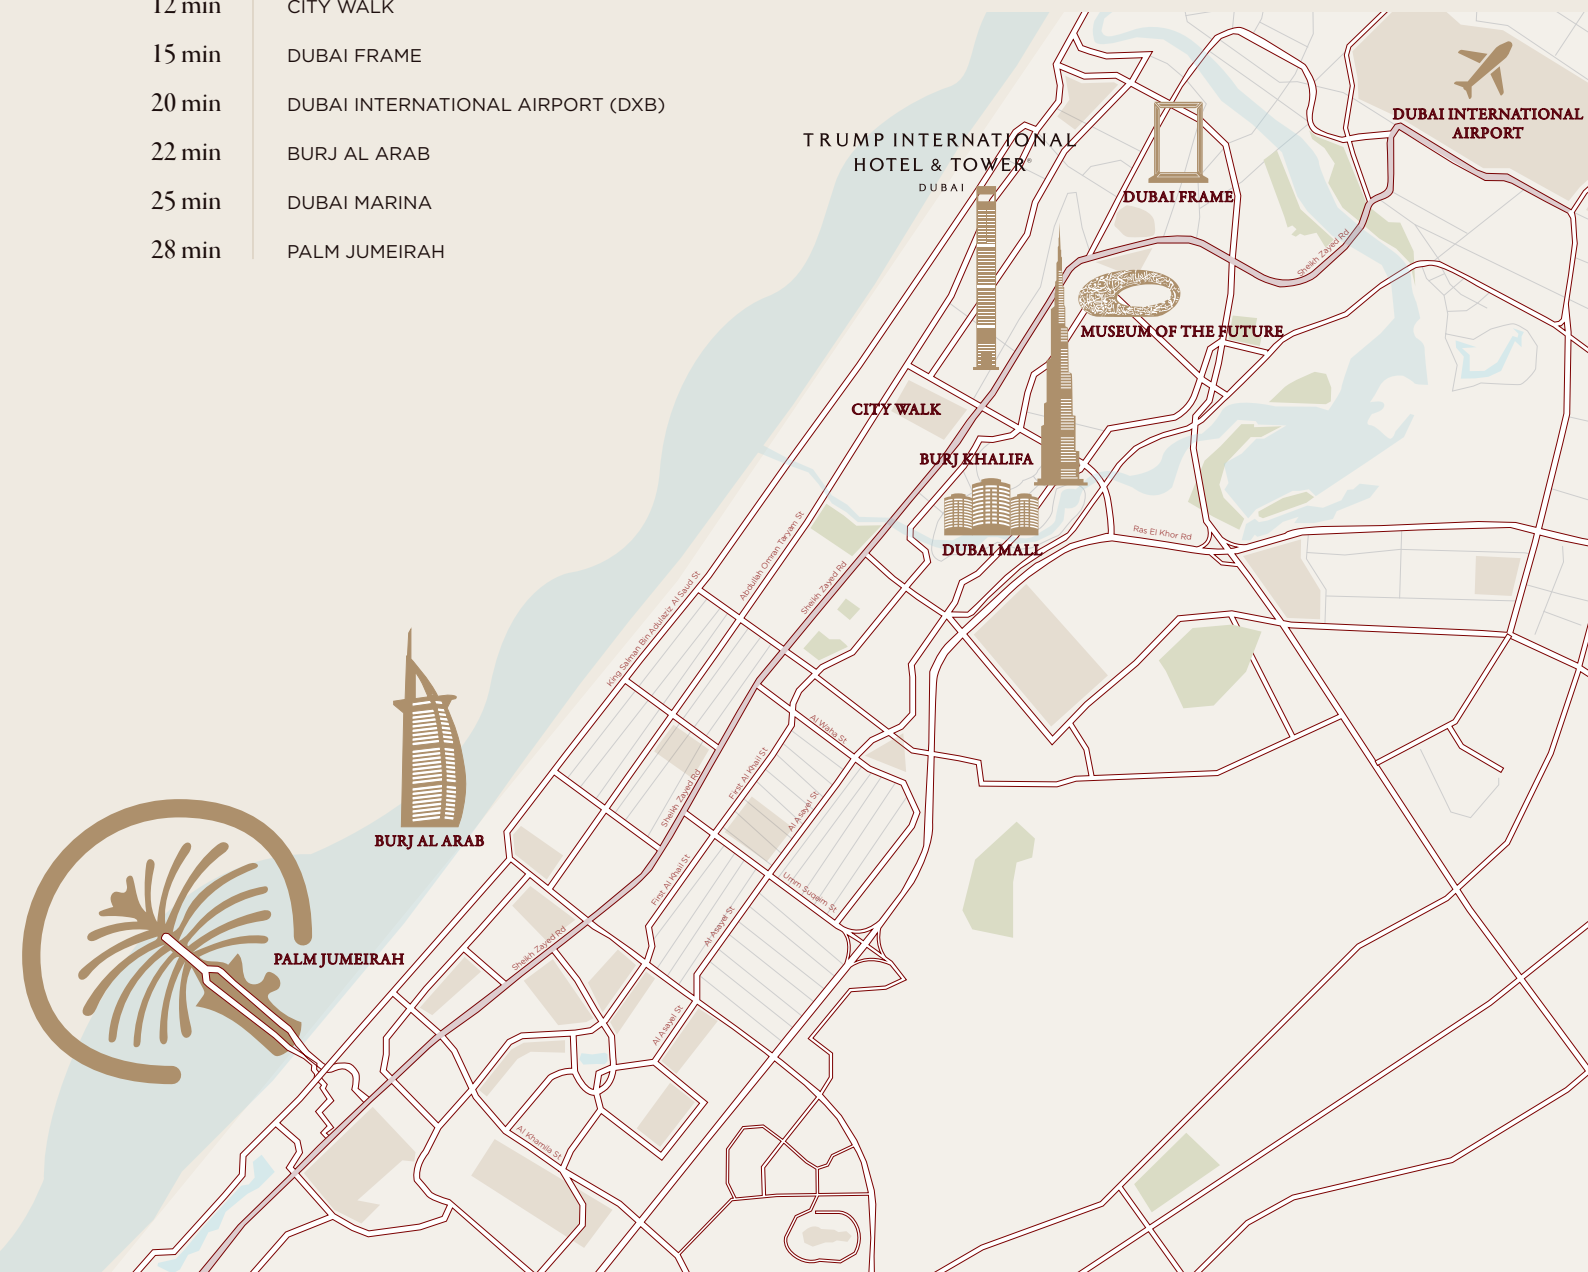 12 min CITY WALK
15 min DUBAI FRAME
20 min DUBAI INTERNATIONAL AIRPORT (DXB)
22 min BURJ AL ARAB
25 min DUBAI MARINA
28 min PALM JUMEIRAH
DUBAI INTERNATIONAL
AIRPORT
TRUMP INTERNATIONAL
HOTEL & TOWER®
DUBAI
DUBAI FRAME
Sheikh Zayed Rd
MUSEUM OF THE FUTURE
CITY WALK
BURJ KHALIFA
DUBAI MALL
Ras El Khor Rd
Abdullah Omran Taryam St
King Salman Bin Adulaziz Al Saud St
Sheikh Zayed Rd
Al Waha St
First Al Khail St
Sheikh Zayed Rd
Al Asayel St
BURJ AL ARAB
First Al Khail St
Umm Suqeim St
Al Asayel St
Sheikh Zayed Rd
PALM JUMEIRAH
Al Asayel St
Al Khamila St